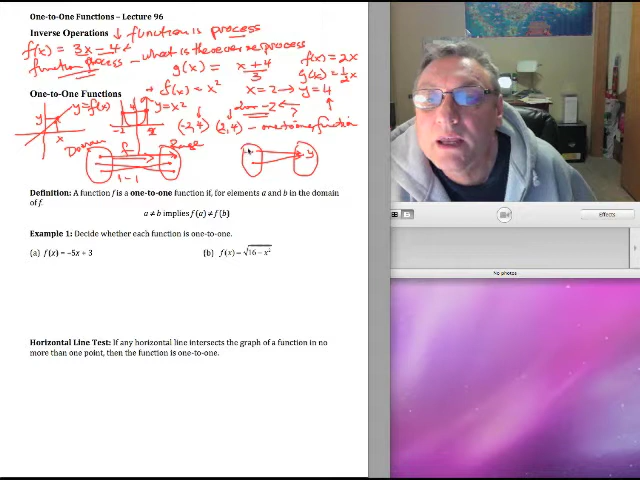 One-to-One Functions – Lecture 96
Inverse Operations ↓ function is process
f(x) = 3x − 4
function process – what is the reverse process
g(x) = x + 4 / 3
f(x) = 2x
g(x) = ½x
One-to-One Functions
f(x) = x²
x = 2 → y = 4
y = f(x)
y = x²
y
x
-2
2
(-2, 4) (2, 4) – one to one function
Domain
f
Range
1 – 1
y
Definition: A function f is a one-to-one function if, for elements a and b in the domain
of f.
a ≠ b implies f (a) ≠ f (b)
Example 1: Decide whether each function is one-to-one.
(a) f(x) = –5x + 3
(b) f(x) = √16 – x²
Horizontal Line Test: If any horizontal line intersects the graph of a function in no
more than one point, then the function is one-to-one.
Effects
No photos